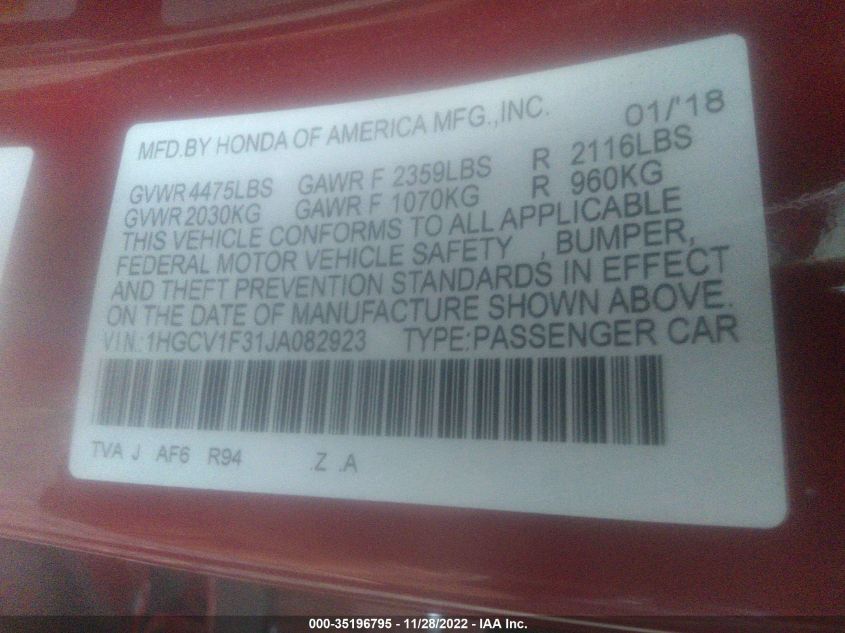 MFD.BY HONDA OF AMERICA MFG.,INC. 01/'18
GVWR 4475LBS GAWR F 2359LBS R 2116LBS
GVWR 2030KG GAWR F 1070KG R 960KG
THIS VEHICLE CONFORMS TO ALL APPLICABLE
FEDERAL MOTOR VEHICLE SAFETY , BUMPER,
AND THEFT PREVENTION STANDARDS IN EFFECT
ON THE DATE OF MANUFACTURE SHOWN ABOVE.
VIN.:1HGCV1F31JA082923 TYPE:PASSENGER CAR
TVA J AF6 R94 .Z .A
000-35196795 - 11/28/2022 - IAA Inc.